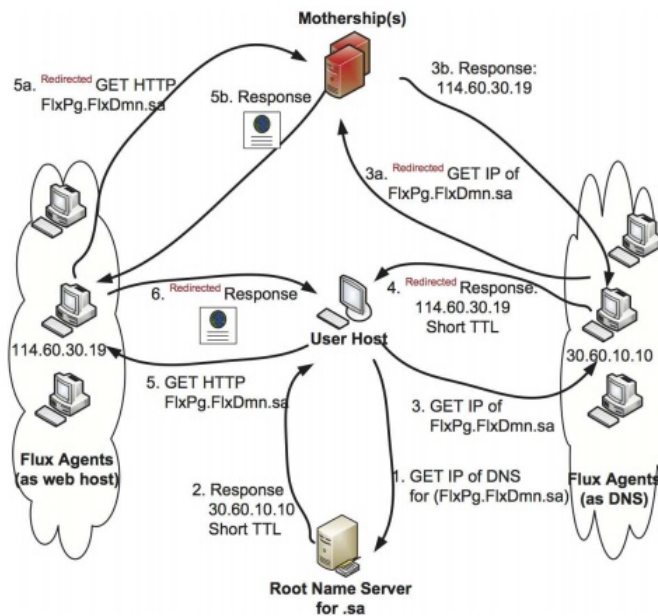 Mothership(s)
5a. Redirected GET HTTP
FlxPg.FlxDmn.sa
5b. Response
3b. Response:
114.60.30.19
3a. Redirected GET IP of
FlxPg.FlxDmn.sa
6. Redirected Response
4. Redirected Response:
114.60.30.19
Short TTL
User Host
114.60.30.19
30.60.10.10
5. GET HTTP
FlxPg.FlxDmn.sa
3. GET IP of
FlxPg.FlxDmn.sa
Flux Agents
(as web host)
2. Response
30.60.10.10
Short TTL
1. GET IP of DNS
for (FlxPg.FlxDmn.sa)
Flux Agents
(as DNS)
Root Name Server
for .sa